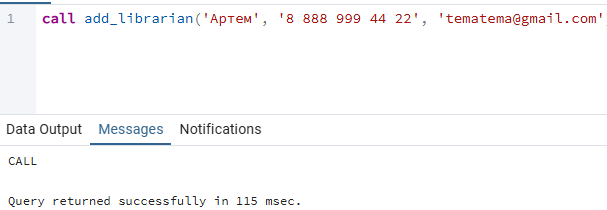 1 call add_librarian('Артем', '8 888 999 44 22', 'tematema@gmail.com'
Data Output Messages Notifications
CALL
Query returned successfully in 115 msec.